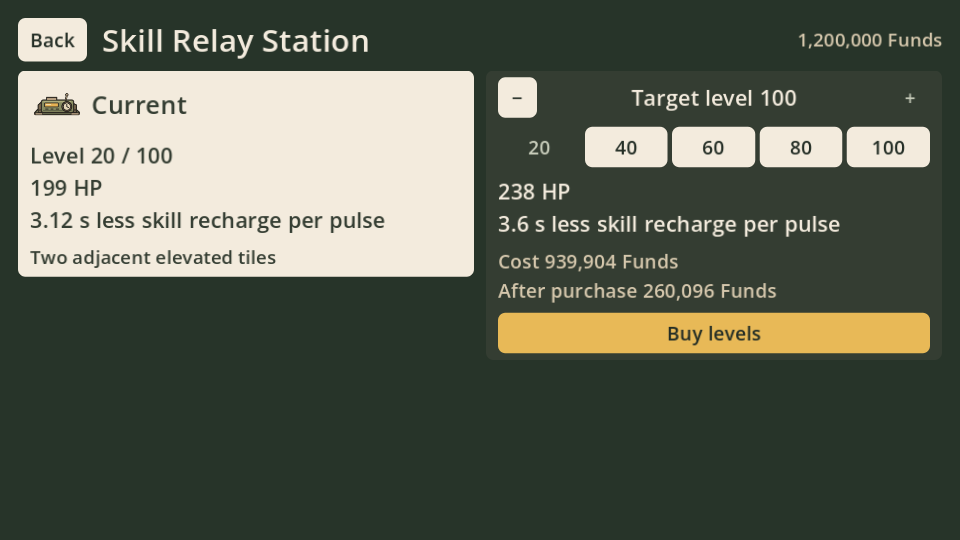 Back
Skill Relay Station
1,200,000 Funds
Current
Level 20 / 100
199 HP
3.12 s less skill recharge per pulse
Two adjacent elevated tiles
−
Target level 100
+
20
40
60
80
100
238 HP
3.6 s less skill recharge per pulse
Cost 939,904 Funds
After purchase 260,096 Funds
Buy levels